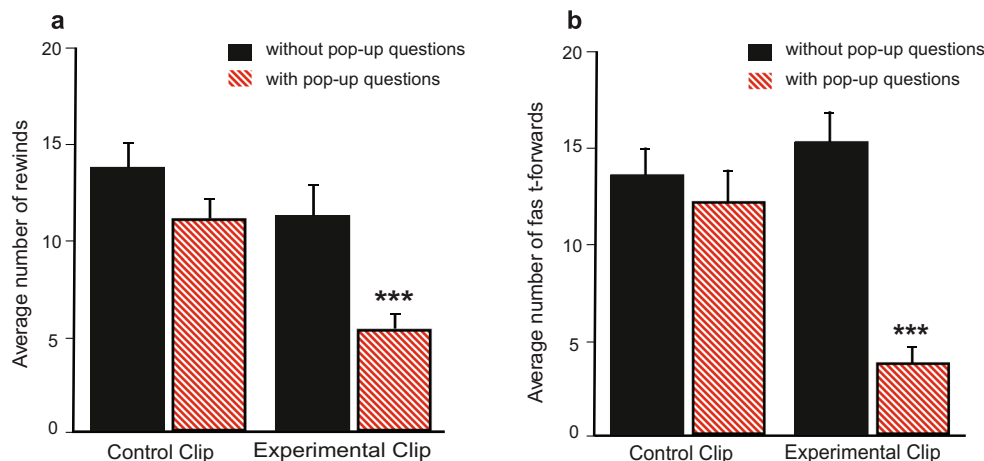 a
Average number of rewinds
20
15
10
5
0
without pop-up questions
with pop-up questions
***
Control Clip
Experimental Clip
b
Average number of fas t-forwards
20
15
10
5
0
without pop-up questions
with pop-up questions
***
Control Clip
Experimental Clip